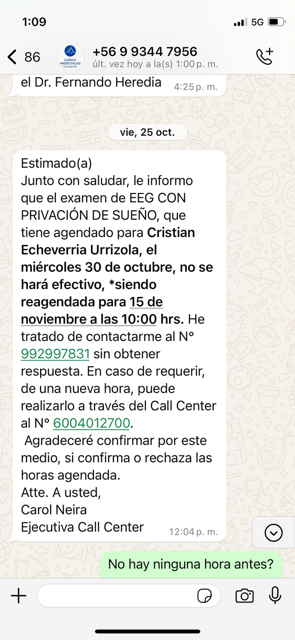 1:09
5G
86
+56 9 9344 7956
últ. vez hoy a la(s) 1:00 p. m.
el Dr. Fernando Heredia
4:25 p. m.
vie, 25 oct.
Estimado(a)
Junto con saludar, le informo
que el examen de EEG CON
PRIVACIÓN DE SUEÑO, que
tiene agendado para Cristian
Echeverria Urrizola, el
miércoles 30 de octubre, no se
hará efectivo, *siendo
reagendada para 15 de
noviembre a las 10:00 hrs. He
tratado de contactarme al N°
992997831 sin obtener
respuesta. En caso de requerir,
de una nueva hora, puede
realizarlo a través del Call Center
al N° 6004012700.
Agradeceré confirmar por este
medio, si confirma o rechaza las
horas agendada.
Atte. A usted,
Carol Neira
Ejecutiva Call Center
12:04 p. m.
No hay ninguna hora antes?